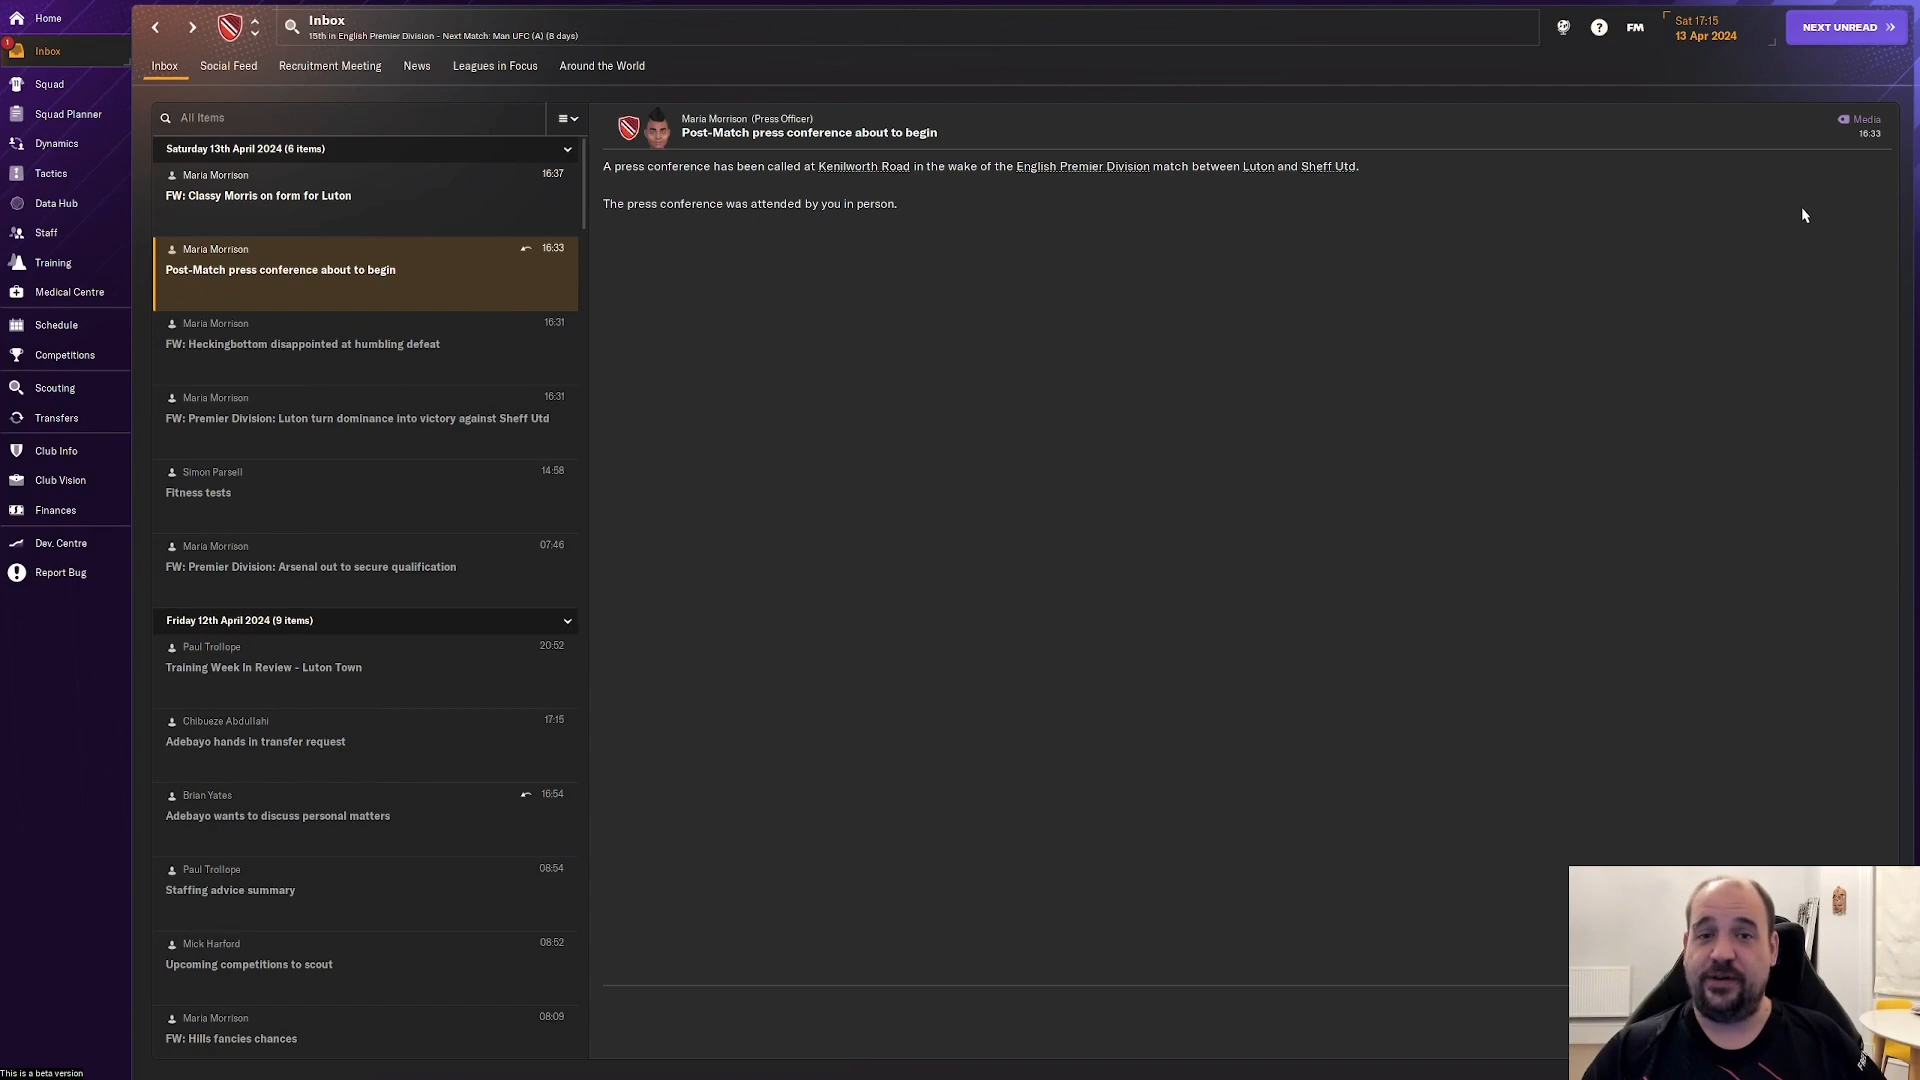 Home
1
Inbox
Squad
Squad Planner
Dynamics
Tactics
Data Hub
Staff
Training
Medical Centre
Schedule
Competitions
Scouting
Transfers
Club Info
Club Vision
Finances
Dev. Centre
Report Bug
This is a beta version
Inbox
15th in English Premier Division - Next Match: Man UFC (A) (8 days)
FM
Sat 17:15
13 Apr 2024
NEXT UNREAD
Inbox
Social Feed
Recruitment Meeting
News
Leagues in Focus
Around the World
All Items
Saturday 13th April 2024 (6 items)
Maria Morrison 16:37
FW: Classy Morris on form for Luton
Maria Morrison 16:33
Post-Match press conference about to begin
Maria Morrison 16:31
FW: Heckingbottom disappointed at humbling defeat
Maria Morrison 16:31
FW: Premier Division: Luton turn dominance into victory against Sheff Utd
Simon Parsell 14:58
Fitness tests
Maria Morrison 07:46
FW: Premier Division: Arsenal out to secure qualification
Friday 12th April 2024 (9 items)
Paul Trollope 20:52
Training Week In Review - Luton Town
Chibueze Abdullahi 17:15
Adebayo hands in transfer request
Brian Yates 16:54
Adebayo wants to discuss personal matters
Paul Trollope 08:54
Staffing advice summary
Mick Harford 08:52
Upcoming competitions to scout
Maria Morrison 08:09
FW: Hills fancies chances
Maria Morrison (Press Officer)
Post-Match press conference about to begin
Media
16:33
A press conference has been called at Kenilworth Road in the wake of the English Premier Division match between Luton and Sheff Utd.
The press conference was attended by you in person.